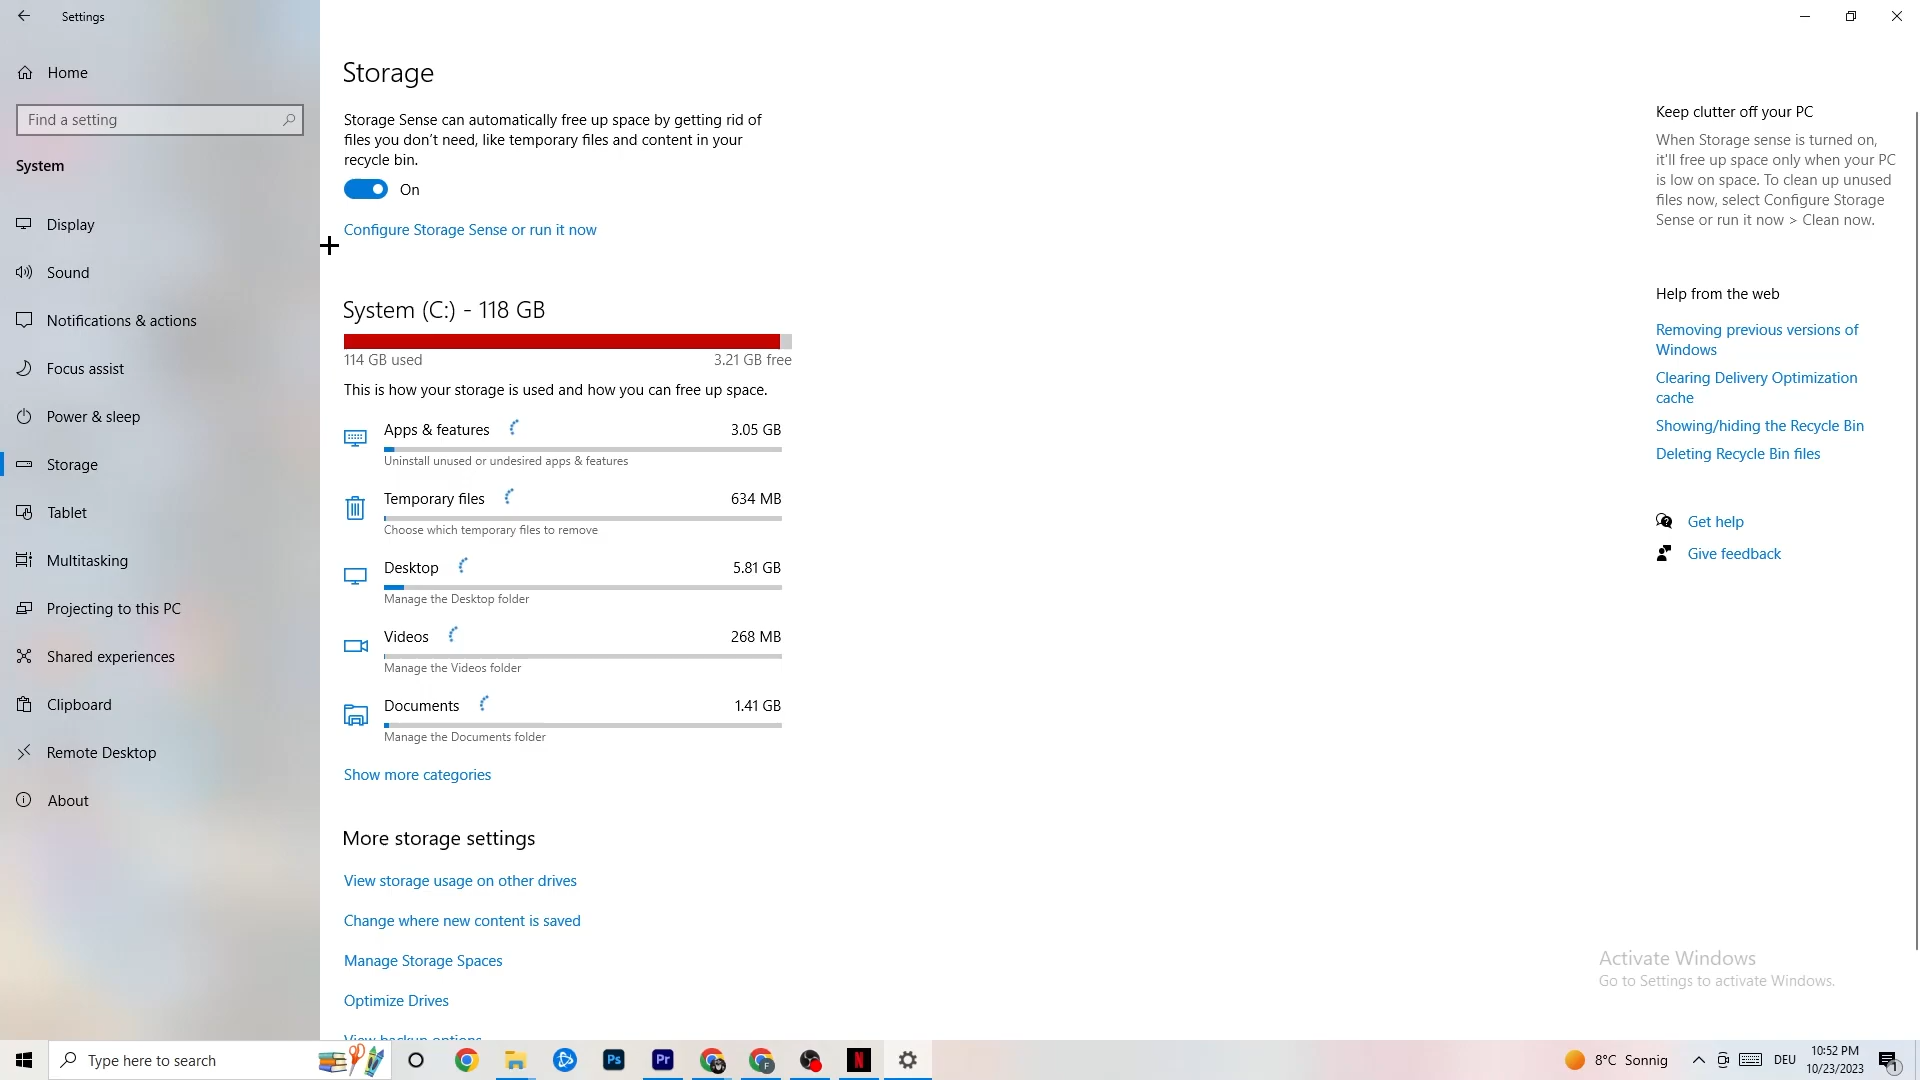 Settings
Home
Find a setting
System
Display
Sound
Notifications & actions
Focus assist
Power & sleep
Storage
Tablet
Multitasking
Projecting to this PC
Shared experiences
Clipboard
Remote Desktop
About
Storage
Storage Sense can automatically free up space by getting rid of
files you don't need, like temporary files and content in your
recycle bin.
On
Configure Storage Sense or run it now
System (C:) - 118 GB
114 GB used
3.21 GB free
This is how your storage is used and how you can free up space.
Apps & features
3.05 GB
Uninstall unused or undesired apps & features
Temporary files
634 MB
Choose which temporary files to remove
Desktop
5.81 GB
Manage the Desktop folder
Videos
268 MB
Manage the Videos folder
Documents
1.41 GB
Manage the Documents folder
Show more categories
More storage settings
View storage usage on other drives
Change where new content is saved
Manage Storage Spaces
Optimize Drives
View backup options
Keep clutter off your PC
When Storage sense is turned on,
it'll free up space only when your PC
is low on space. To clean up unused
files now, select Configure Storage
Sense or run it now > Clean now.
Help from the web
Removing previous versions of
Windows
Clearing Delivery Optimization
cache
Showing/hiding the Recycle Bin
Deleting Recycle Bin files
Get help
Give feedback
Activate Windows
Go to Settings to activate Windows.
Type here to search
Ps
Pr
F
N
8°C Sonnig
DEU
10:52 PM
10/23/2023
1